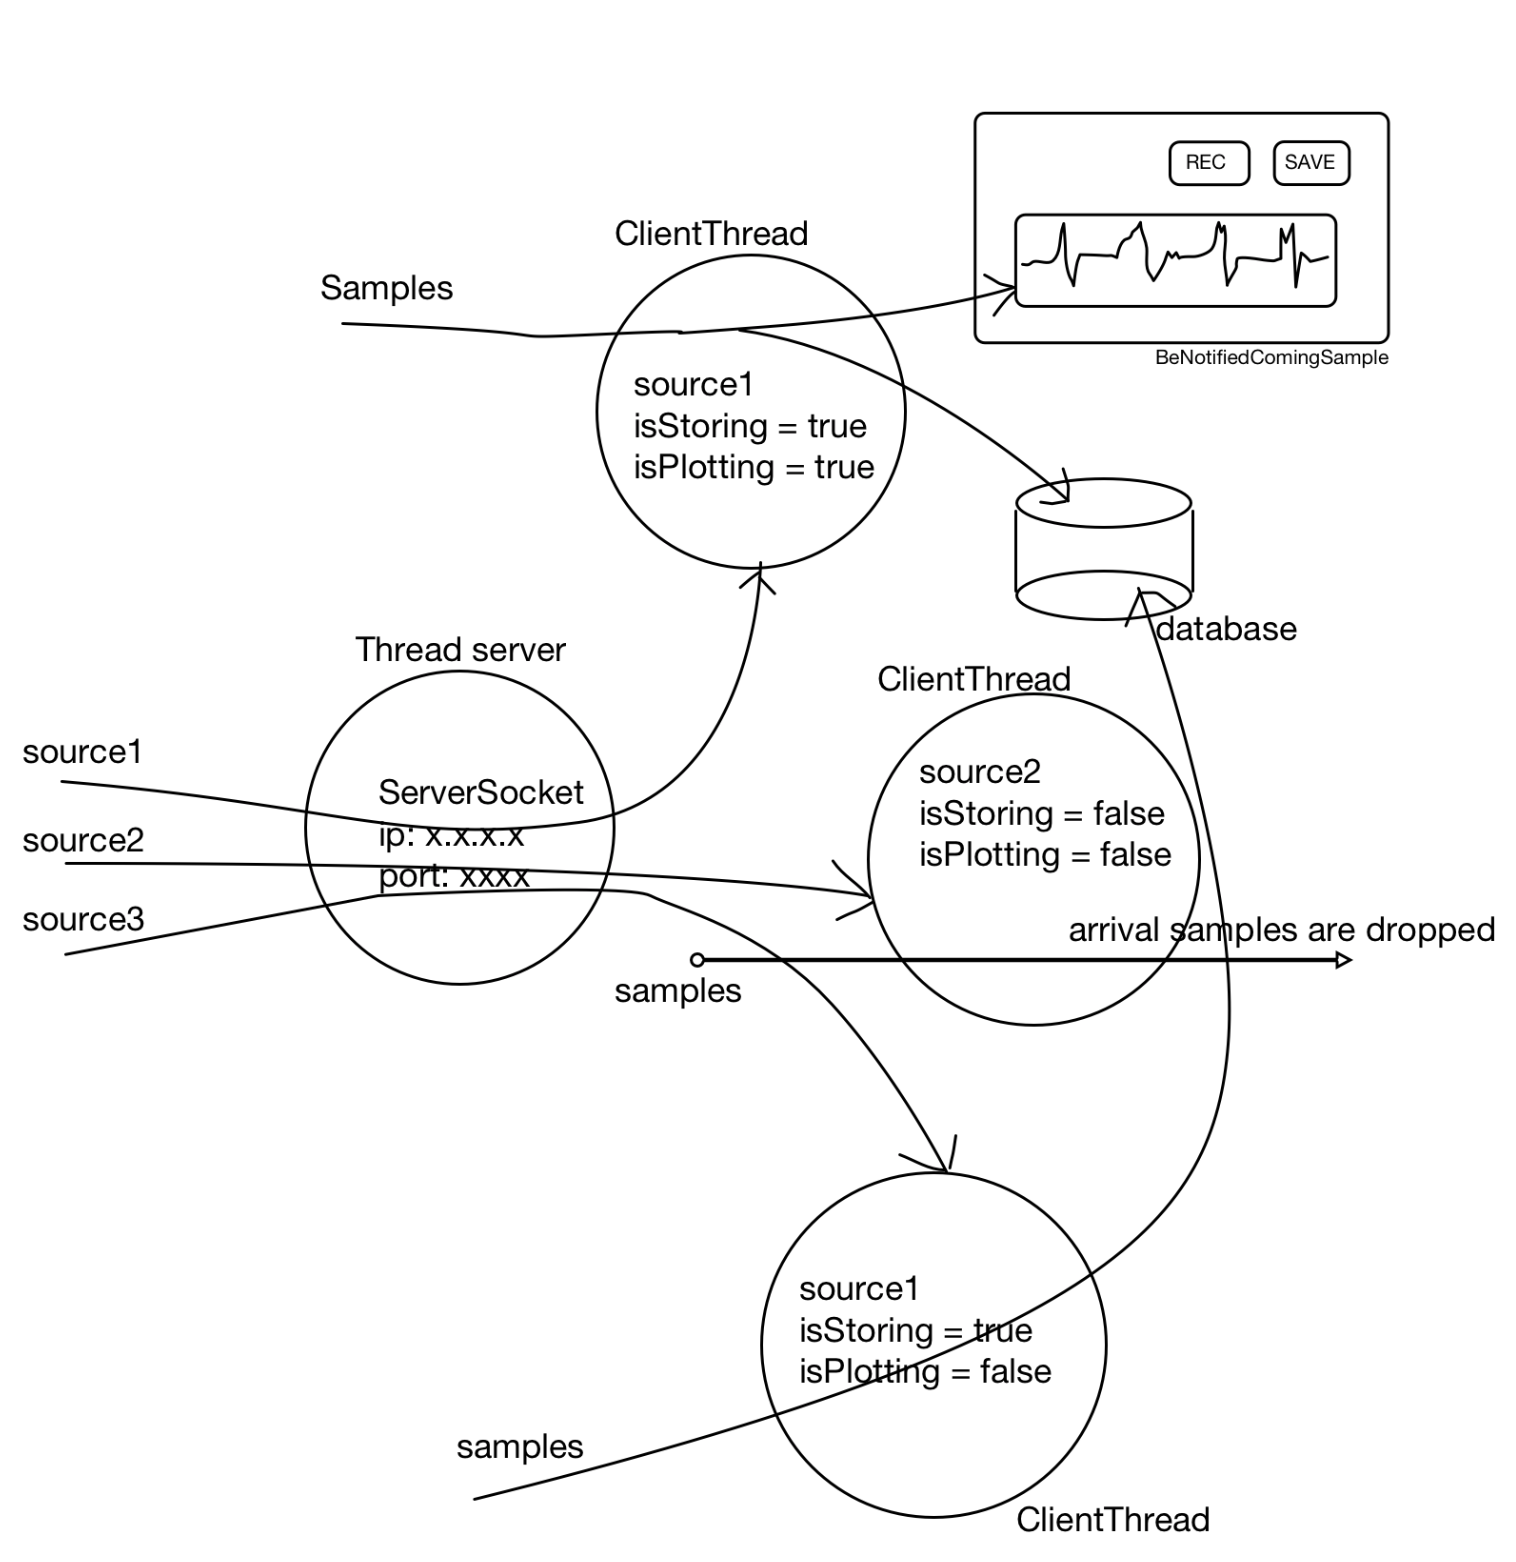 REC
SAVE
ClientThread
Samples
BeNotifiedComingSample
source1
isStoring = true
isPlotting = true
database
Thread server
ClientThread
source1
ServerSocket
source2
ip: x.x.x.x
port: xxxx
source3
source2
isStoring = false
isPlotting = false
arrival samples are dropped
samples
source1
isStoring = true
isPlotting = false
samples
ClientThread